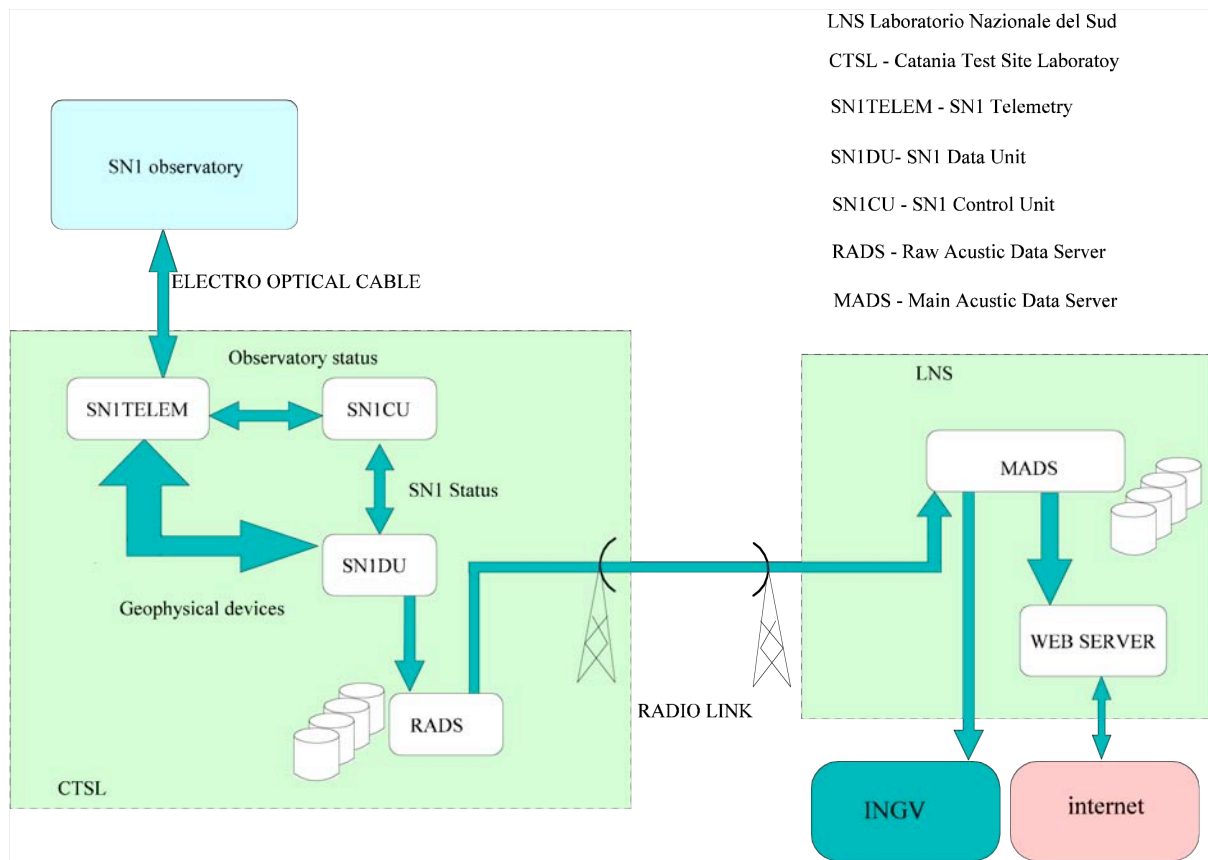 LNS Laboratorio Nazionale del Sud
CTSL - Catania Test Site Laboratoy
SN1TELEM - SN1 Telemetry
SN1DU- SN1 Data Unit
SN1CU - SN1 Control Unit
RADS - Raw Acustic Data Server
MADS - Main Acustic Data Server
SN1 observatory
ELECTRO OPTICAL CABLE
Observatory status
SN1TELEM
SN1CU
SN1 Status
SN1DU
Geophysical devices
RADS
CTSL
RADIO LINK
LNS
MADS
WEB SERVER
INGV
internet